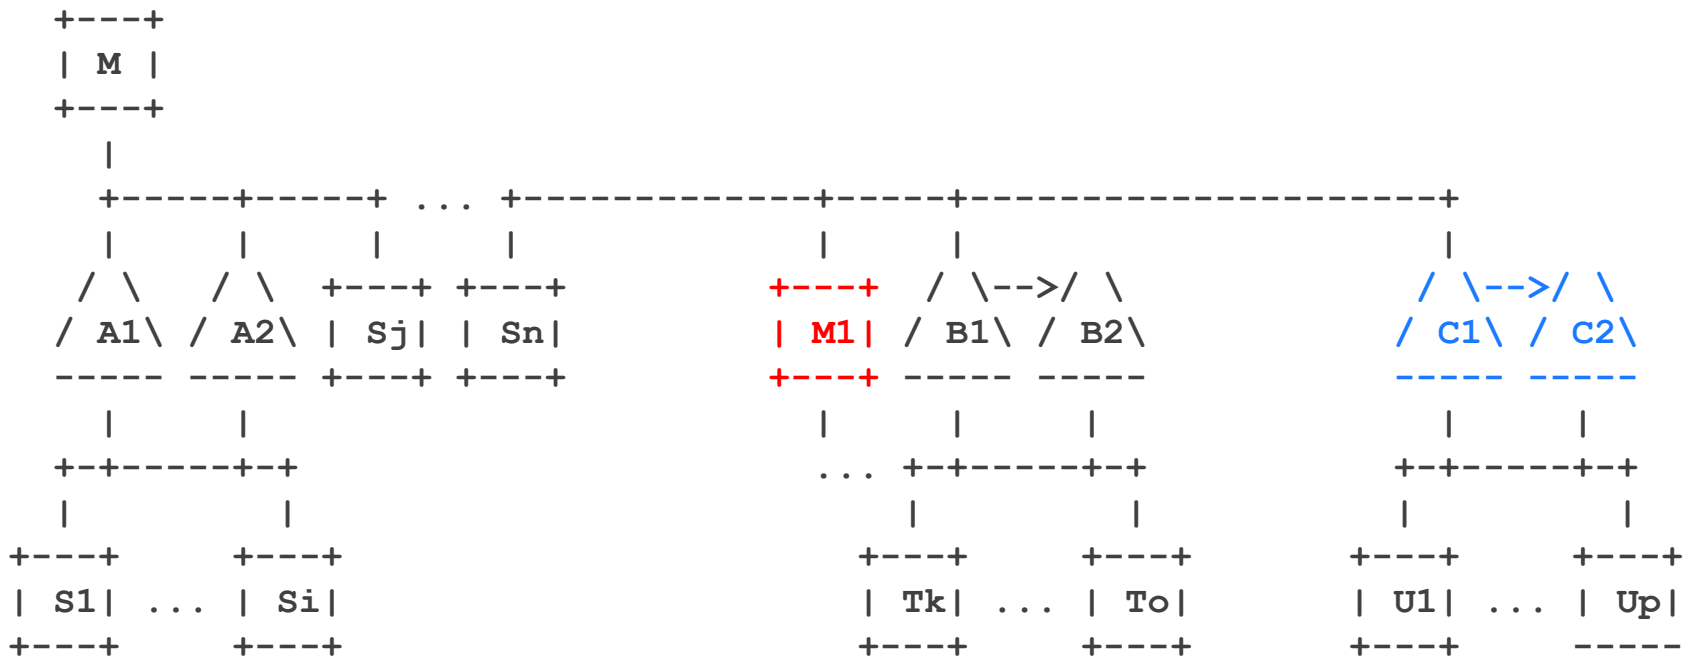 +----+
  | M |
  +----+
    |
    +-----+-----+ ... +-------------+-----+---------------------+
    |     |     |     |             |     |                     |
   / \   / \  +----+ +----+       +----+ / \-->/ \             / \-->/ \
  / A1\ / A2\ | Sj| | Sn|         | M1| / B1\ / B2\           / C1\ / C2\
  ----- ----- +----+ +----+       +----+ ----- -----          ----- -----
    |     |                         |     |     |               |     |
  +-+-----+-+                       ... +-+-----+-+           +-+-----+-+
  |         |                           |         |           |         |
+----+    +----+                      +----+    +----+      +----+    +----+
| S1| ... | Si|                       | Tk| ... | To|       | U1| ... | Up|
+----+    +----+                      +----+    +----+      +----+    -----